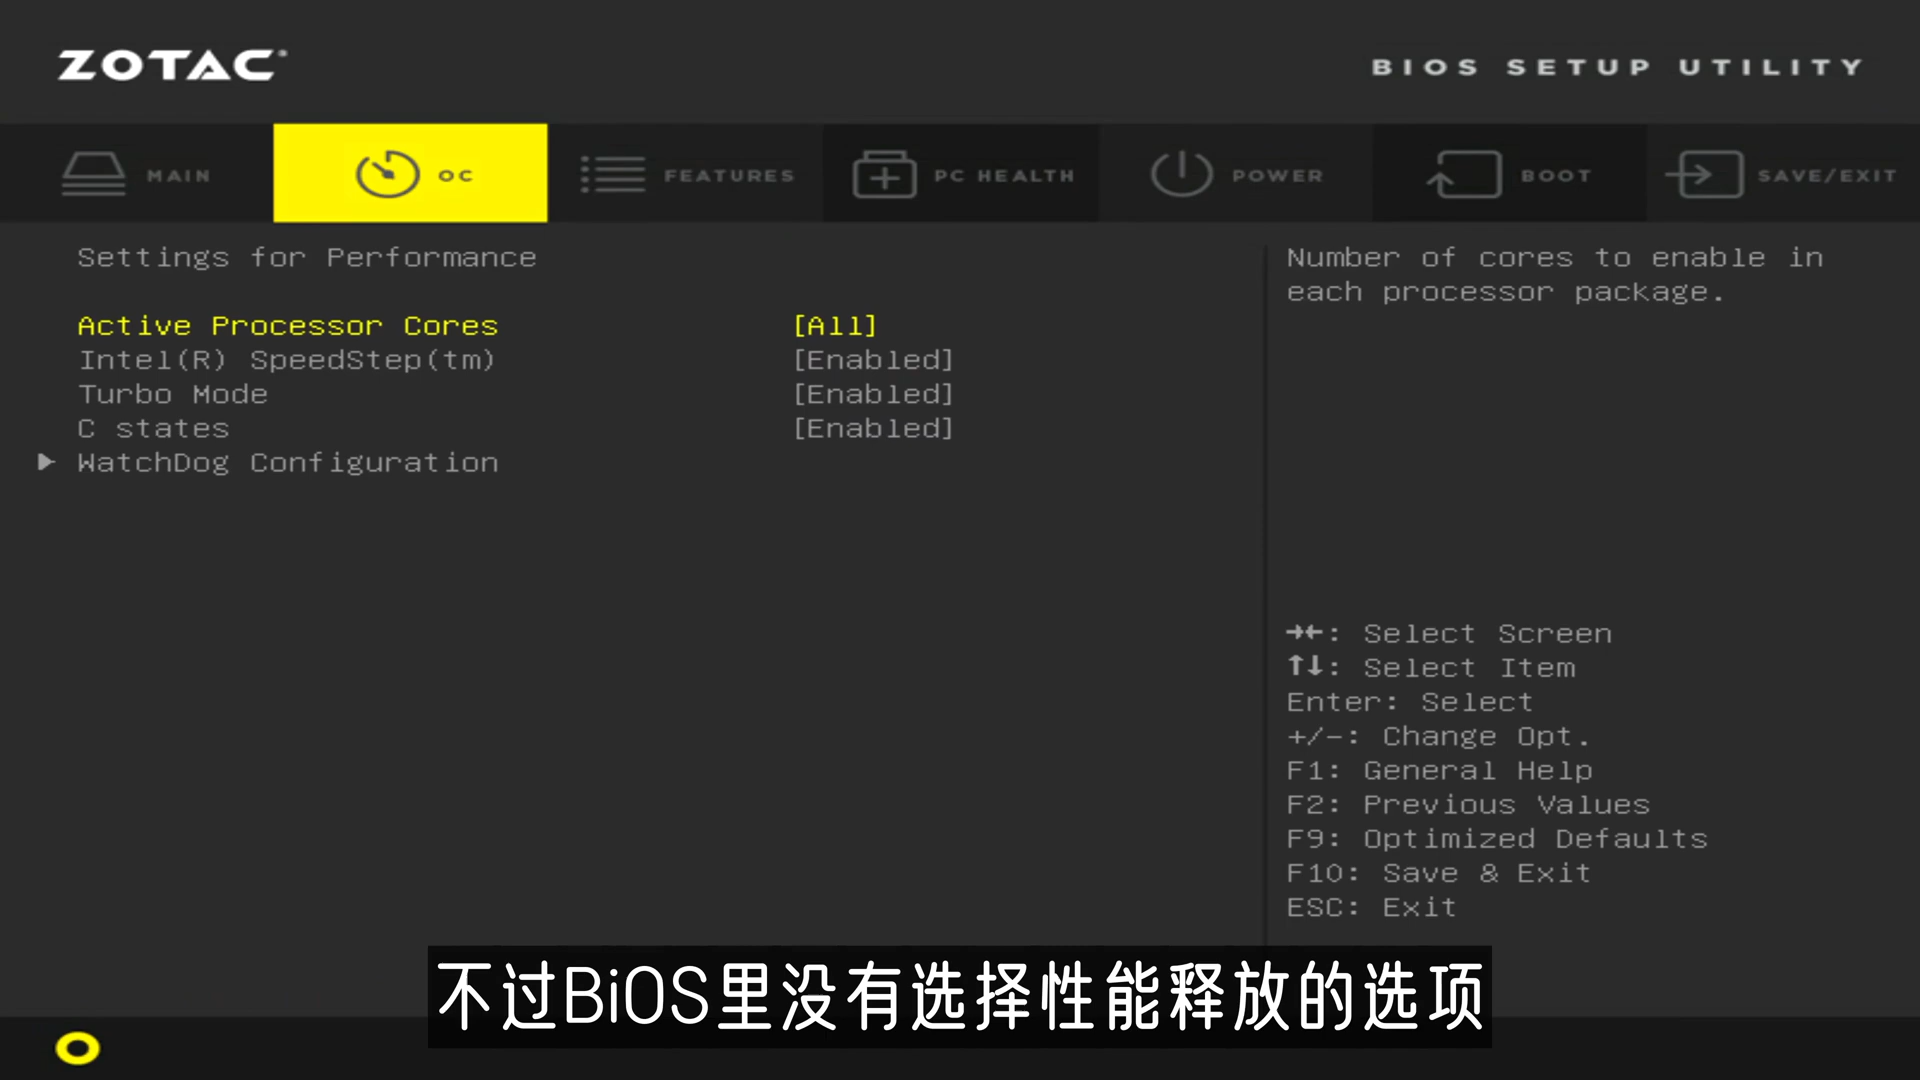 ZOTAC
BIOS SETUP UTILITY
MAIN
OC
FEATURES
PC HEALTH
POWER
BOOT
SAVE/EXIT
Settings for Performance
Active Processor Cores [All]
Intel(R) SpeedStep(tm) [Enabled]
Turbo Mode [Enabled]
C states [Enabled]
WatchDog Configuration
Number of cores to enable in
each processor package.
→←: Select Screen
↑↓: Select Item
Enter: Select
+/-: Change Opt.
F1: General Help
F2: Previous Values
F9: Optimized Defaults
F10: Save & Exit
ESC: Exit
不过BiOS里没有选择性能释放的选项